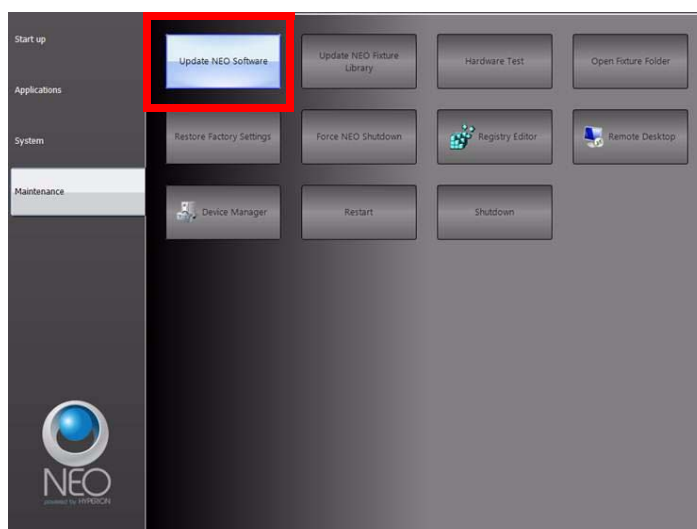 Start up
Applications
System
Maintenance
Update NEO Software
Update NEO Fixture
Library
Hardware Test
Open Fixture Folder
Restore Factory Settings
Force NEO Shutdown
Registry Editor
Remote Desktop
Device Manager
Restart
Shutdown
NEO
powered by HYPERION